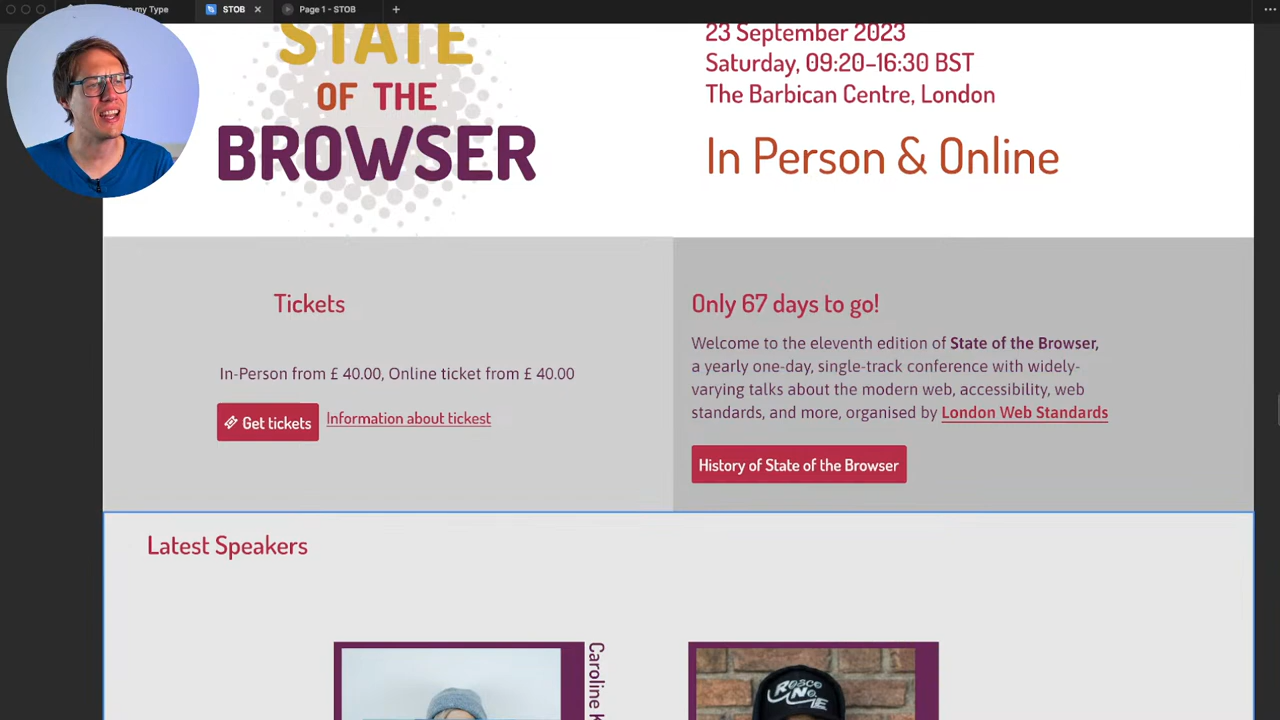 my Type
STOB
Page 1 - STOB
STATE
OF THE
BROWSER
23 September 2023
Saturday, 09:20–16:30 BST
The Barbican Centre, London
In Person & Online
Tickets
In-Person from £ 40.00, Online ticket from £ 40.00
Get tickets
Information about tickest
Only 67 days to go!
Welcome to the eleventh edition of State of the Browser,
a yearly one-day, single-track conference with widely-
varying talks about the modern web, accessibility, web
standards, and more, organised by London Web Standards
History of State of the Browser
Latest Speakers
Caroline
ROSCO
NO.